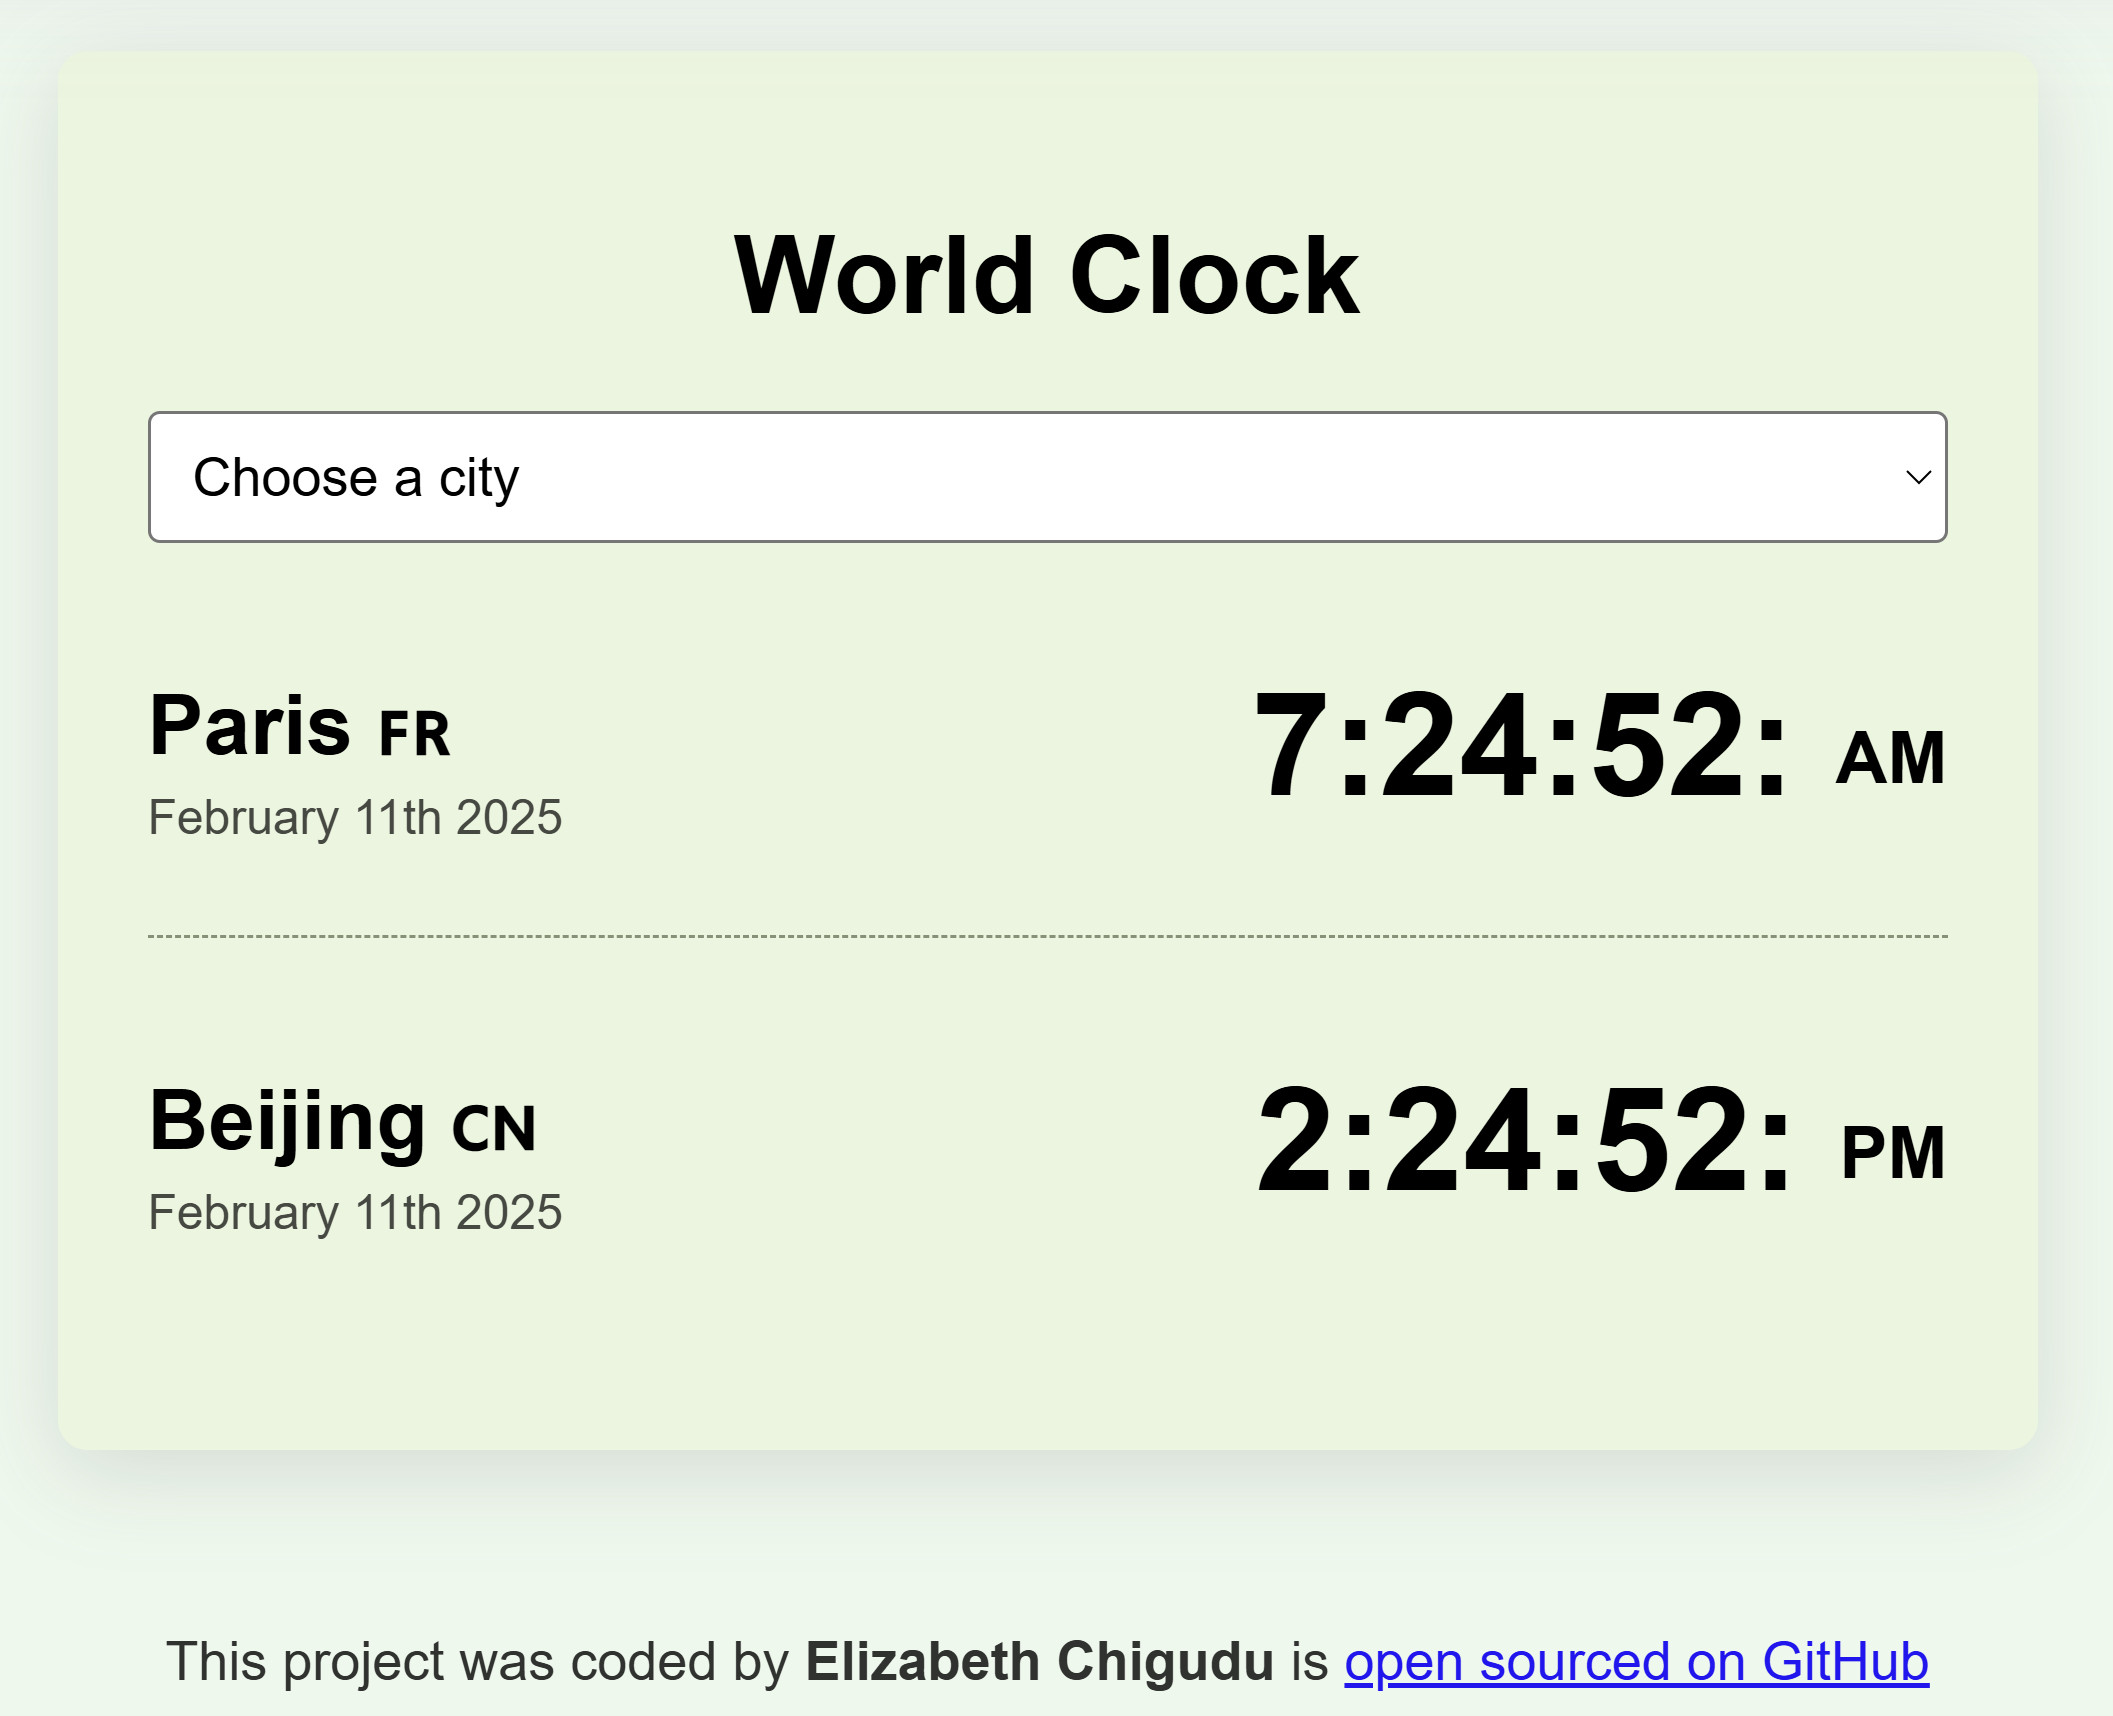 World Clock
Choose a city
Paris FR
7:24:52: AM
February 11th 2025
Beijing CN
2:24:52: PM
February 11th 2025
This project was coded by Elizabeth Chigudu is open sourced on GitHub